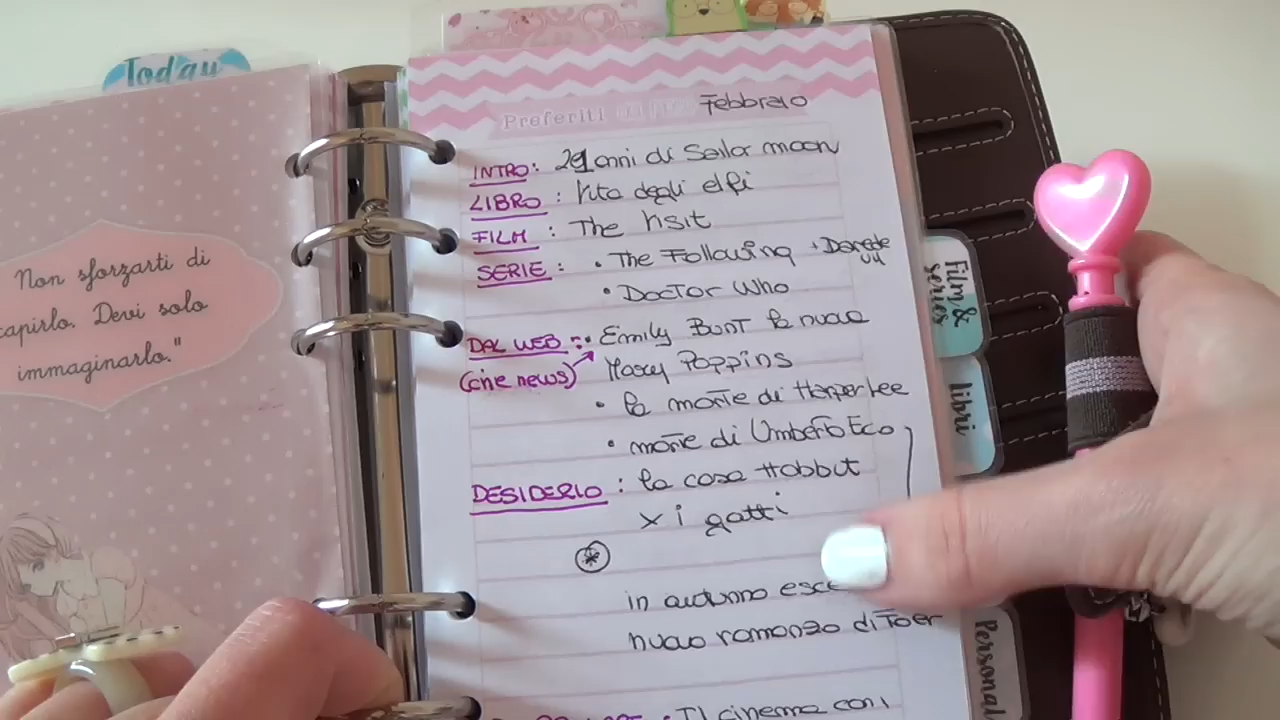 Today
Non sforzarti di
capirlo. Devi solo
immaginarlo."
Preferiti Febbraio
INTRO: 21 anni di Sailor moon
LIBRO: Vita degli elfi
FILM: The Visit
SERIE: • The Following
• Doctor Who
DAL WEB: • Emily Blunt la nuova
(cine news) Mary Poppins
• la morte di Harper Lee
• morte di Umberto Eco
DESIDERIO: la casa Hobbit
x i gatti
in autunno esce
nuovo romanzo di Foer
: Il cinema con
Film &
series
libri
Personal